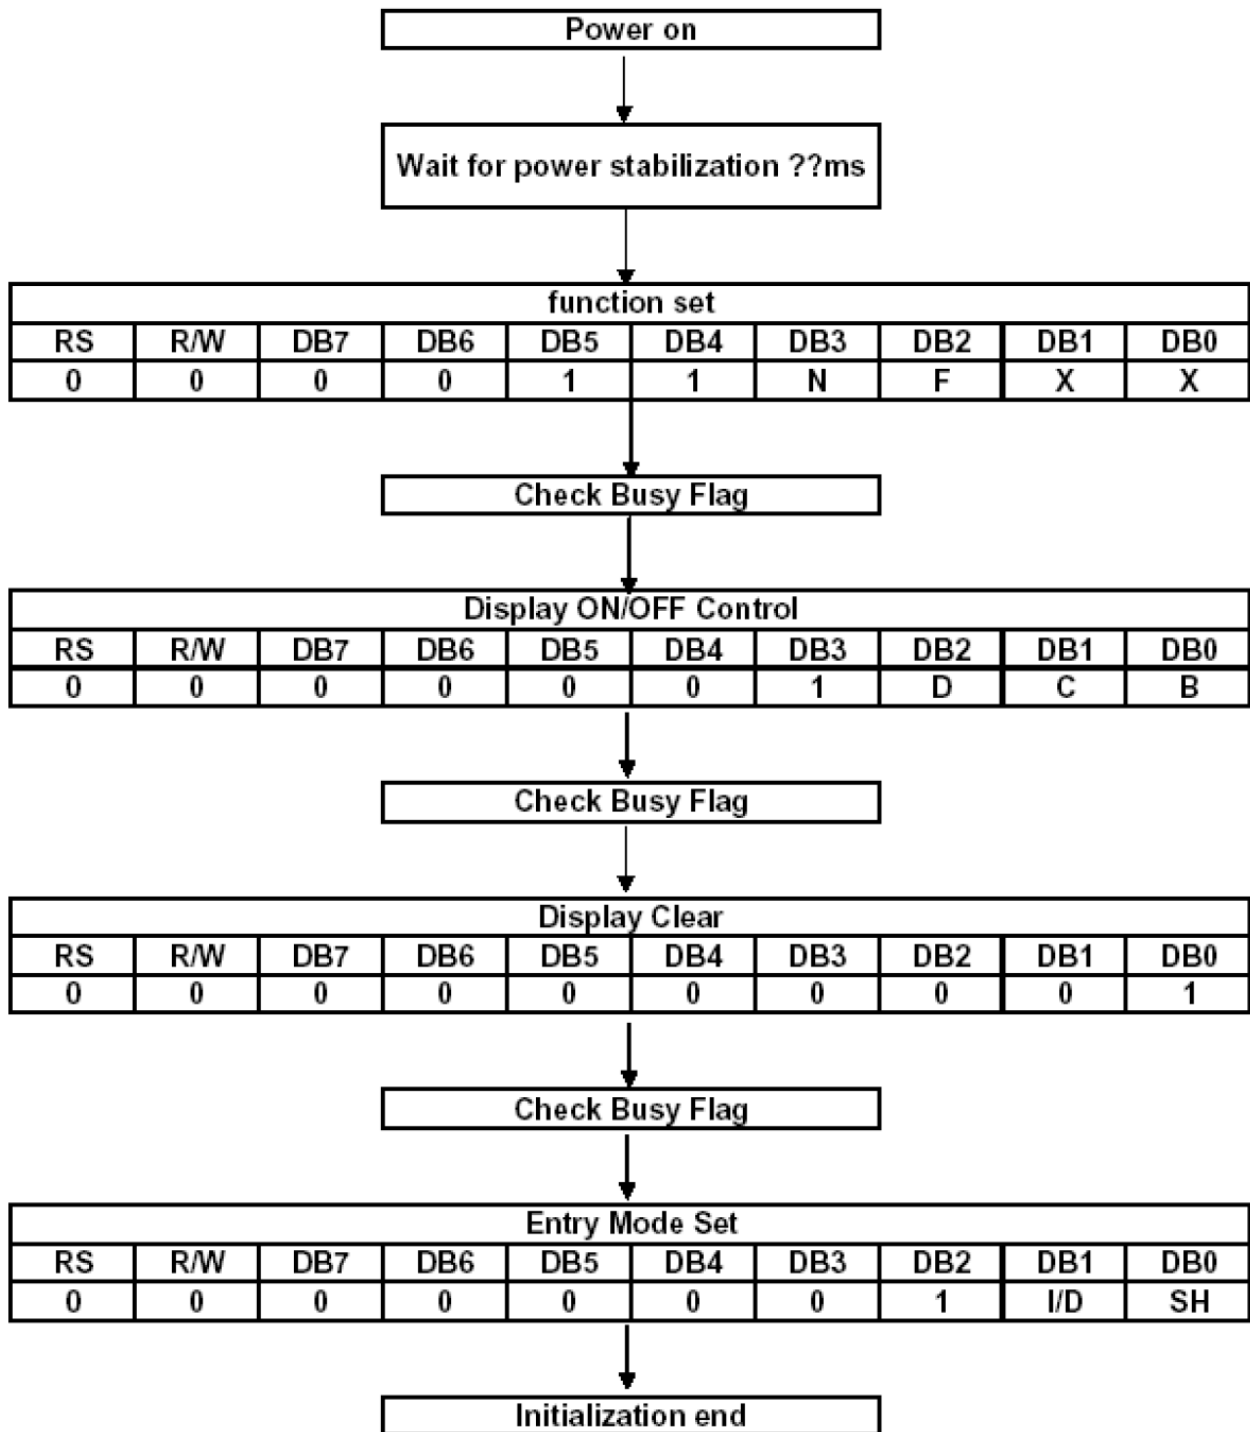 Power on
Wait for power stabilization ??ms
function set
RS R/W DB7 DB6 DB5 DB4 DB3 DB2 DB1 DB0
0 0 0 0 1 1 N F X X
Check Busy Flag
Display ON/OFF Control
RS R/W DB7 DB6 DB5 DB4 DB3 DB2 DB1 DB0
0 0 0 0 0 0 1 D C B
Check Busy Flag
Display Clear
RS R/W DB7 DB6 DB5 DB4 DB3 DB2 DB1 DB0
0 0 0 0 0 0 0 0 0 1
Check Busy Flag
Entry Mode Set
RS R/W DB7 DB6 DB5 DB4 DB3 DB2 DB1 DB0
0 0 0 0 0 0 0 1 I/D SH
Initialization end